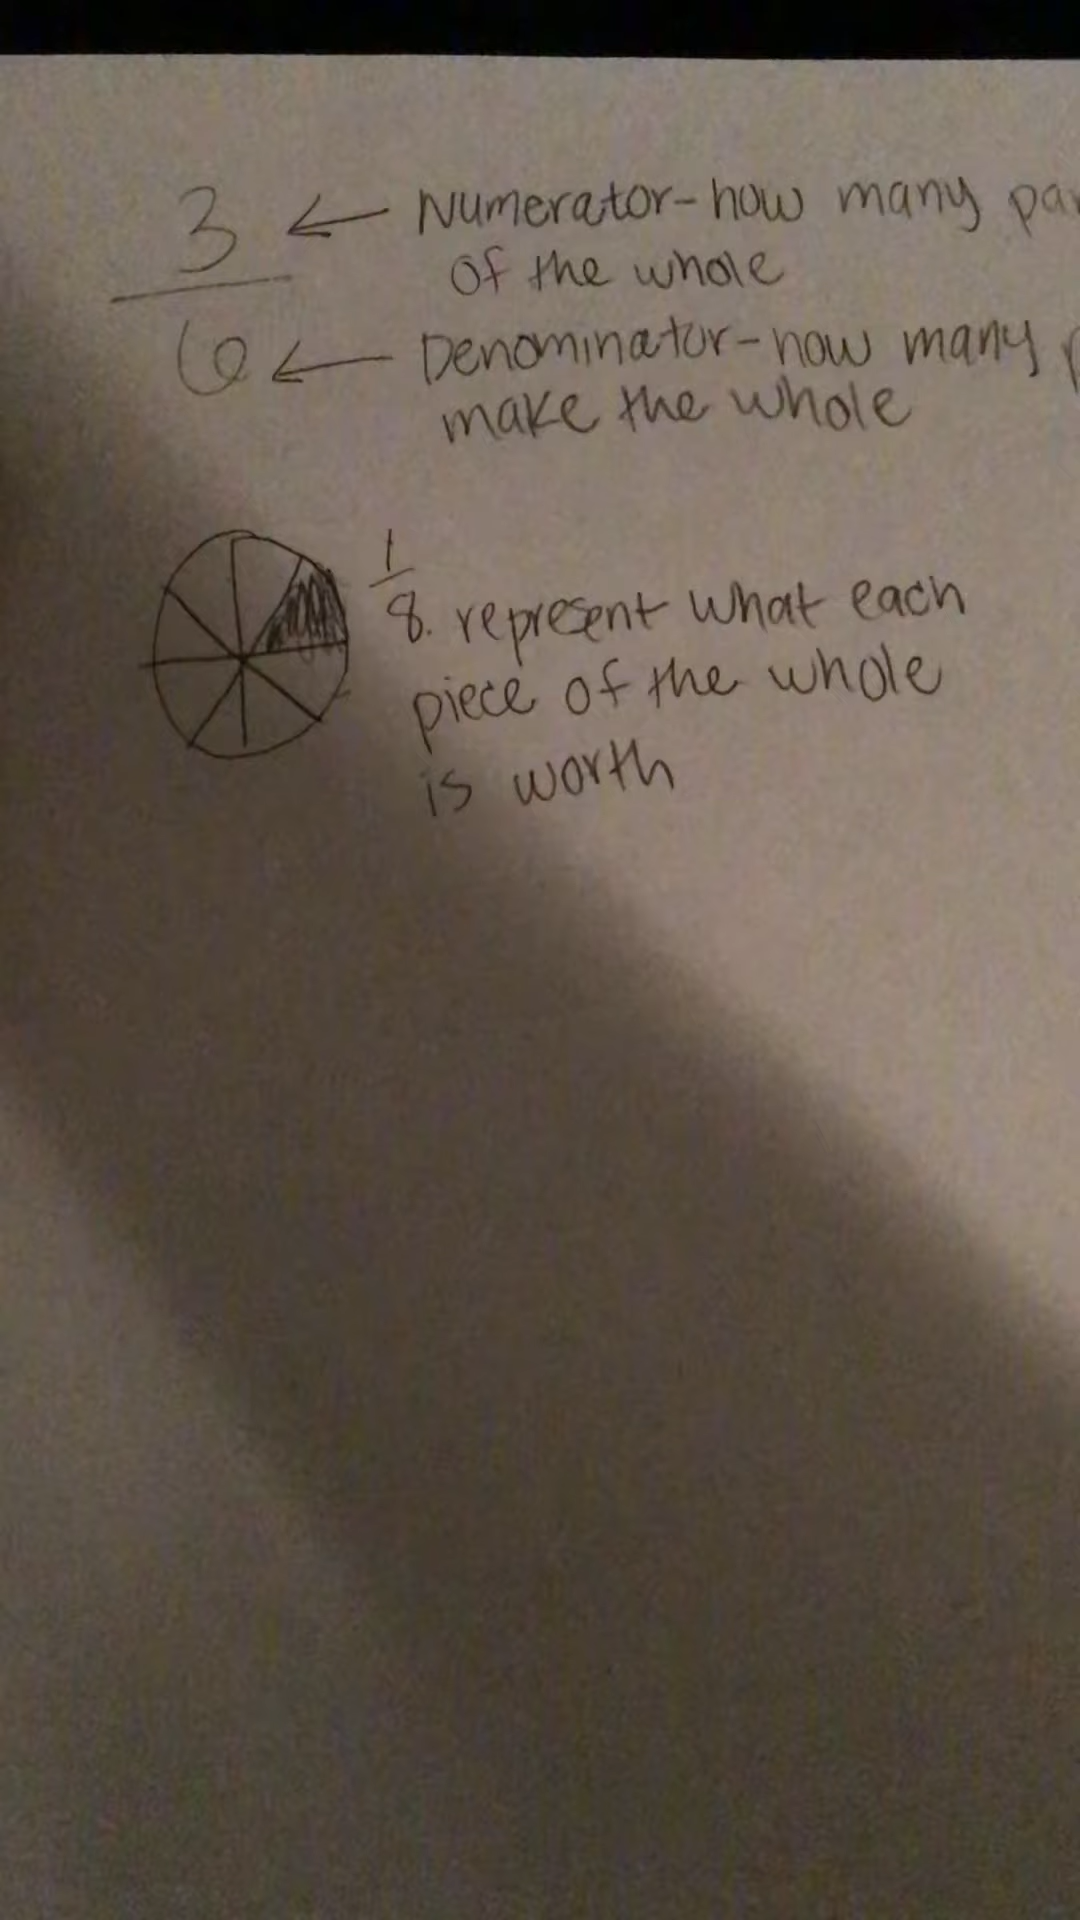 3 ← Numerator-how many
of the whole
6 ← Denominator-how many
make the whole
1
8. represent what each
piece of the whole
is worth